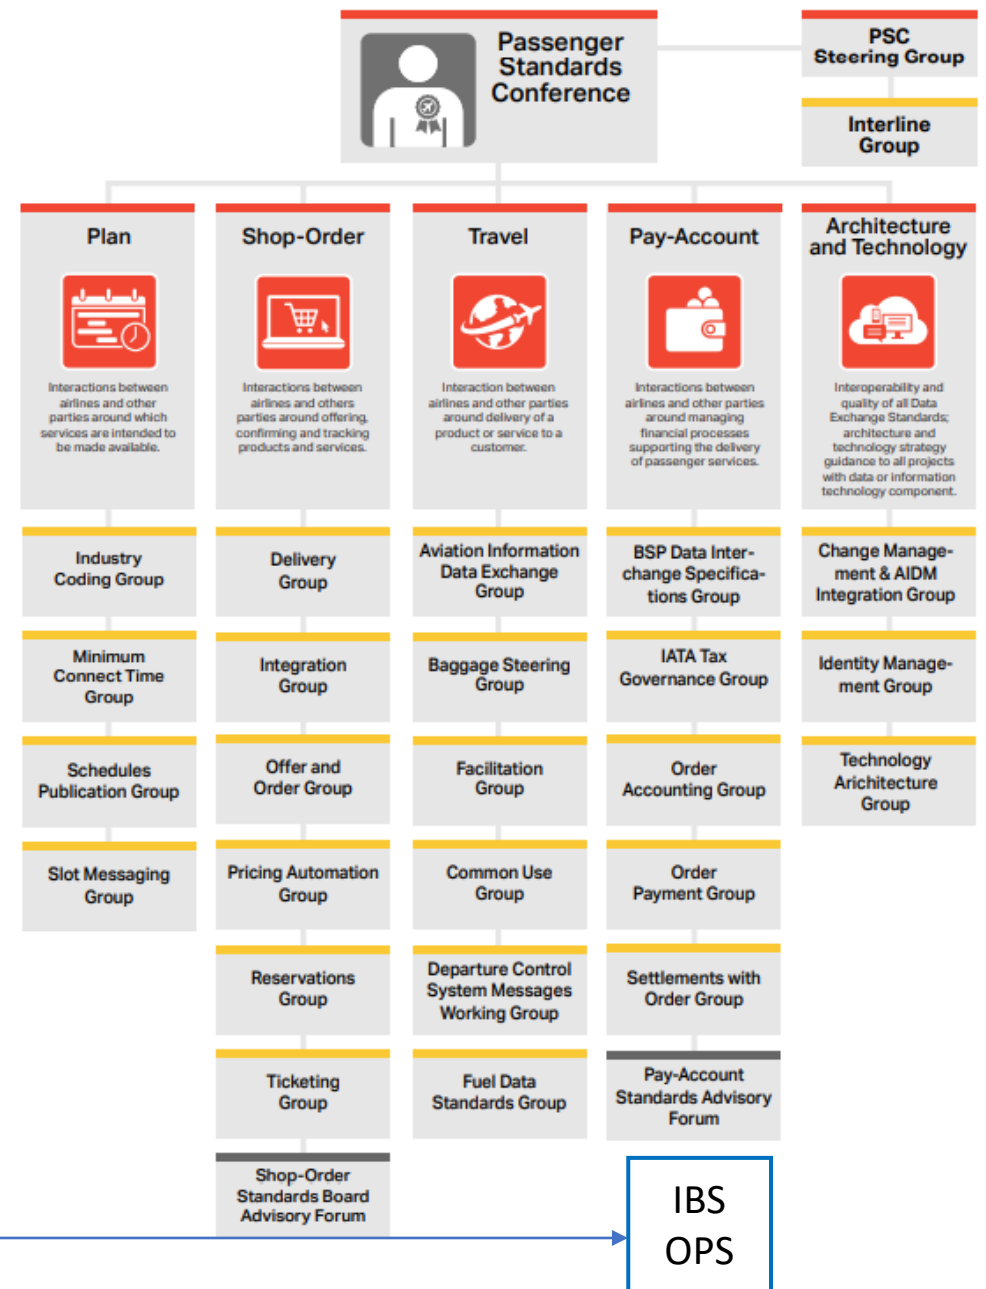 Passenger
Standards
Conference
PSC
Steering Group
Interline
Group
Plan
Interactions between
airlines and other
parties around which
services are intended to
be made available.
Industry
Coding Group
Minimum
Connect Time
Group
Schedules
Publication Group
Slot Messaging
Group
Shop-Order
Interactions between
airlines and others
parties around offering,
confirming and tracking
products and services.
Delivery
Group
Integration
Group
Offer and
Order Group
Pricing Automation
Group
Reservations
Group
Ticketing
Group
Shop-Order
Standards Board
Advisory Forum
Travel
Interaction between
airlines and other parties
around delivery of a
product or service to a
customer.
Aviation Information
Data Exchange
Group
Baggage Steering
Group
Facilitation
Group
Common Use
Group
Departure Control
System Messages
Working Group
Fuel Data
Standards Group
Pay-Account
Interactions between
airlines and other parties
around managing
financial processes
supporting the delivery
of passenger services.
BSP Data Inter-
change Specifica-
tions Group
IATA Tax
Governance Group
Order
Accounting Group
Order
Payment Group
Settlements with
Order Group
Pay-Account
Standards Advisory
Forum
Architecture
and Technology
Interoperability and
quality of all Data
Exchange Standards;
architecture and
technology strategy
guidance to all projects
with data or information
technology component.
Change Manage-
ment & AIDM
Integration Group
Identity Manage-
ment Group
Technology
Arichitecture
Group
IBS
OPS